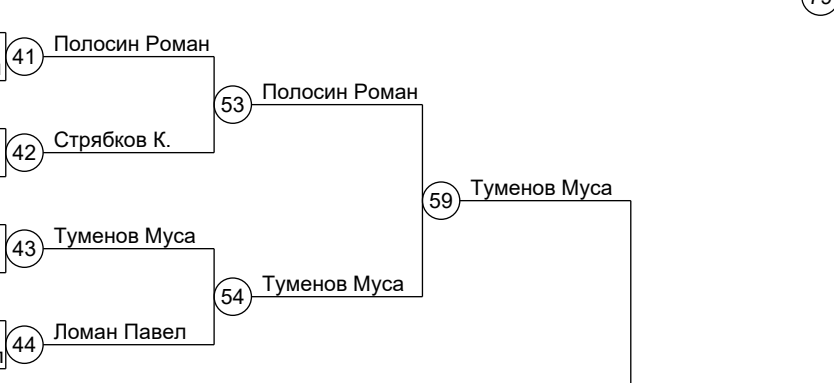 41 Полосин Роман
53 Полосин Роман
42 Стрябков К.
59 Туменов Муса
43 Туменов Муса
54 Туменов Муса
44 Ломан Павел